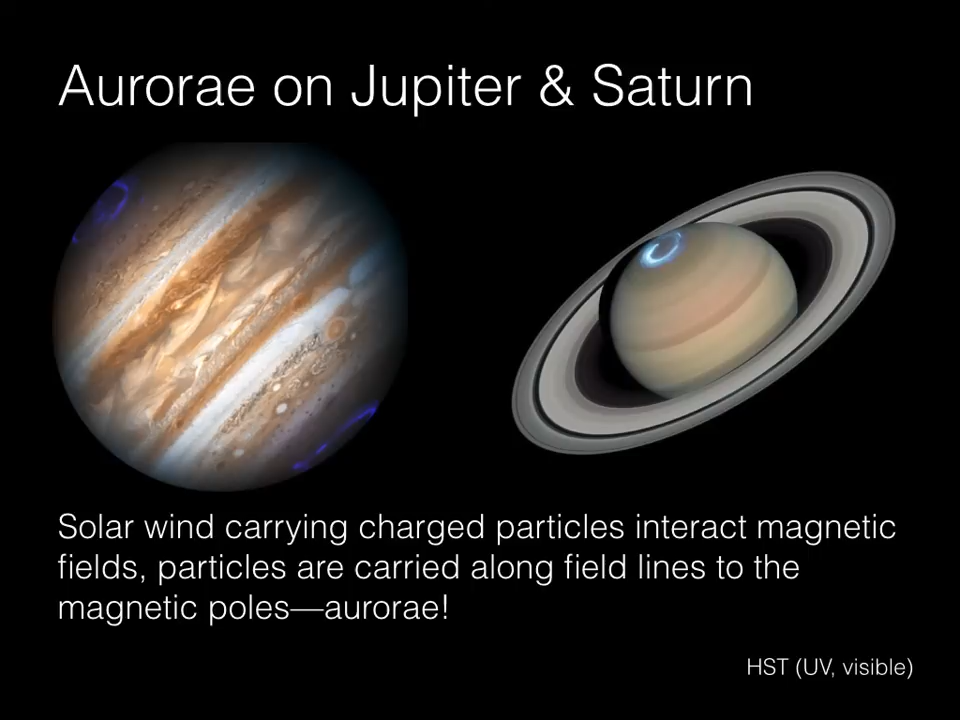 Aurorae on Jupiter & Saturn
Solar wind carrying charged particles interact magnetic
fields, particles are carried along field lines to the
magnetic poles—aurorae!
HST (UV, visible)